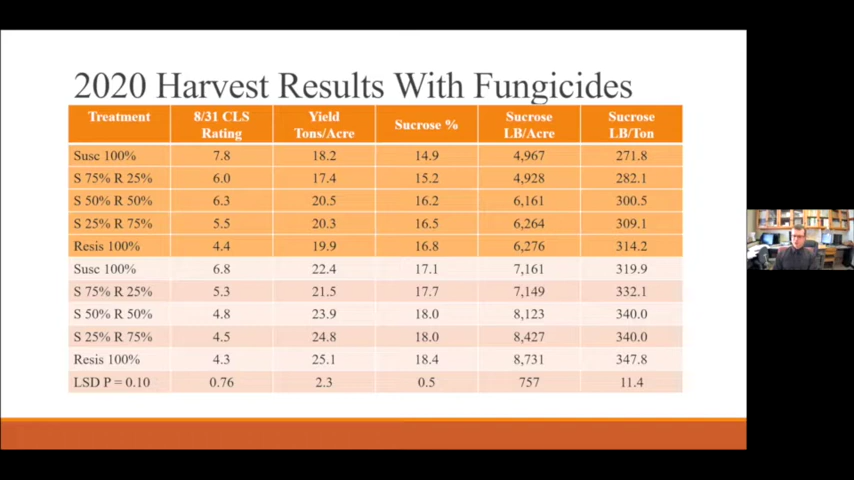 2020 Harvest Results With Fungicides
Treatment 8/31 CLS Rating Yield Tons/Acre Sucrose % Sucrose LB/Acre Sucrose LB/Ton
Susc 100% 7.8 18.2 14.9 4,967 271.8
S 75% R 25% 6.0 17.4 15.2 4,928 282.1
S 50% R 50% 6.3 20.5 16.2 6,161 300.5
S 25% R 75% 5.5 20.3 16.5 6,264 309.1
Resis 100% 4.4 19.9 16.8 6,276 314.2
Susc 100% 6.8 22.4 17.1 7,161 319.9
S 75% R 25% 5.3 21.5 17.7 7,149 332.1
S 50% R 50% 4.8 23.9 18.0 8,123 340.0
S 25% R 75% 4.5 24.8 18.0 8,427 340.0
Resis 100% 4.3 25.1 18.4 8,731 347.8
LSD P = 0.10 0.76 2.3 0.5 757 11.4